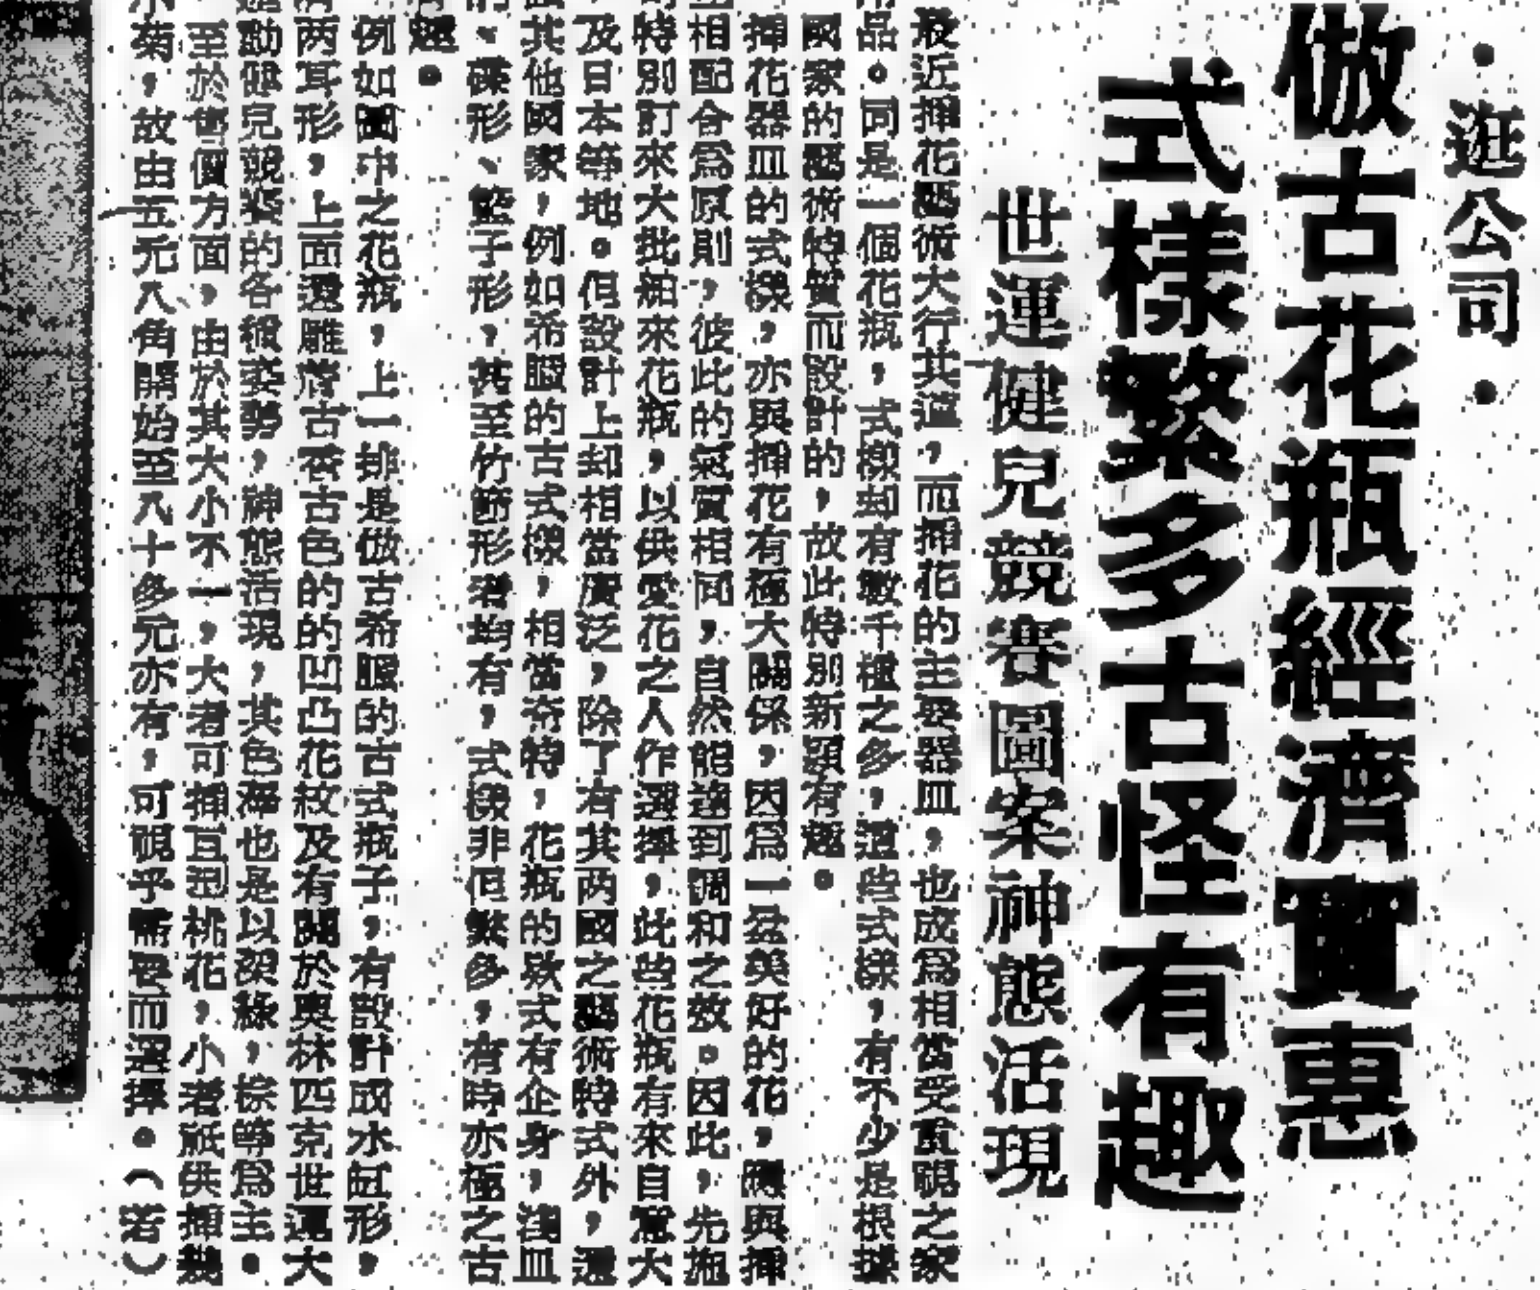 ・逛公司・
倣古花瓶經濟實惠
式樣繁多古怪有趣
世運健兒競賽圖案神態活現
最近揷花藝術大行其道，而揷花的主要器皿，也成爲相當受重視之家
品。同是一個花瓶，式樣却有數千種之多，這些式樣，有不少是根據
國家的藝術特質而設計的，故此特別新穎有趣。
揷花器皿的式樣，亦與揷花有極大關係，因爲一盆美好的花，應與揷
相配合爲原則，彼此的氣質相同，自然能達到調和之效。因此，先施
特別訂來大批舶來花瓶，以供愛花之人作選擇，此些花瓶有來自意大
及日本等地。但設計上却相當廣泛，除了有其两國之藝術特式外，還
其他國家，例如希臘的古式樣，相當奇特，花瓶的欵式有企身，淺皿
、碟形、籃子形，甚至竹節形者均有，式樣非但繁多，有時亦極之古
趣。
例如圖中之花瓶，上一排是倣古希臘的古式瓶子，有設計成水缸形，
两耳形，上面還雕滿古香古色的的凹凸花紋及有關於奧林匹克世運大
運動健兒競賽的各種姿勢，神態活現，其色澤也是以深綠，棕等爲主。
至於售價方面，由於其大小不一，大者可揷百枝桃花，小者祇供揷幾
小菊，故由五元八角開始至八十多元亦有，可視乎需要而選擇。（若）